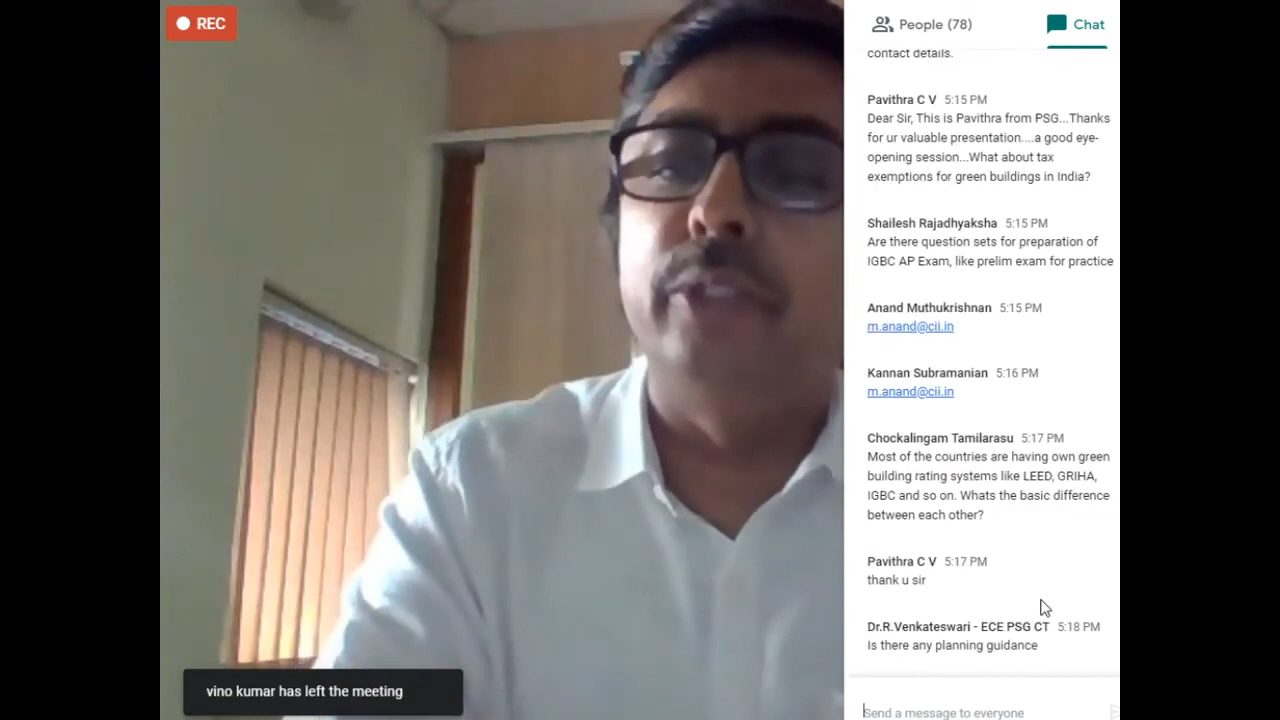 REC
People (78)
Chat
contact details.
Pavithra C V 5:15 PM
Dear Sir, This is Pavithra from PSG...Thanks
for ur valuable presentation....a good eye-
opening session...What about tax
exemptions for green buildings in India?
Shailesh Rajadhyaksha 5:15 PM
Are there question sets for preparation of
IGBC AP Exam, like prelim exam for practice
Anand Muthukrishnan 5:15 PM
m.anand@cii.in
Kannan Subramanian 5:16 PM
m.anand@cii.in
Chockalingam Tamilarasu 5:17 PM
Most of the countries are having own green
building rating systems like LEED, GRIHA,
IGBC and so on. Whats the basic difference
between each other?
Pavithra C V 5:17 PM
thank u sir
Dr.R.Venkateswari - ECE PSG CT 5:18 PM
Is there any planning guidance
vino kumar has left the meeting
Send a message to everyone